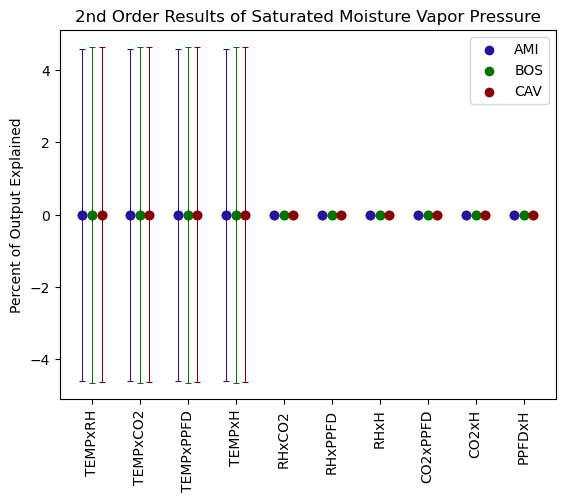 2nd Order Results of Saturated Moisture Vapor Pressure
AMI
BOS
CAV
Percent of Output Explained
4
2
0
−2
−4
TEMPxRH
TEMPxCO2
TEMPxPPFD
TEMPxH
RHxCO2
RHxPPFD
RHxH
CO2xPPFD
CO2xH
PPFDxH